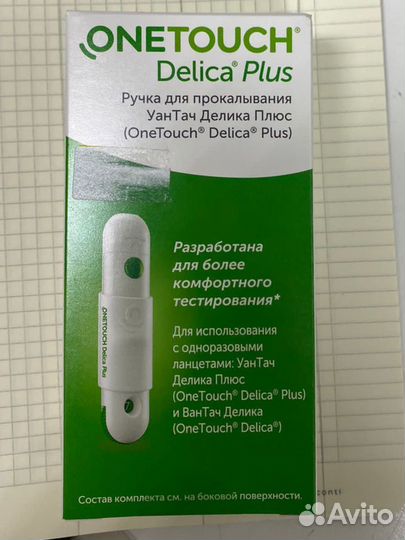 ONETOUCH®
Delica® Plus
Ручка для прокалывания
УанТач Делика Плюс
(OneTouch® Delica® Plus)
Разработана
для более
комфортного
тестирования*
Для использования
с одноразовыми
ланцетами: УанТач
Делика Плюс
(OneTouch® Delica® Plus)
и ВанТач Делика
(OneTouch® Delica®)
ONETOUCH Delica Plus
7
Состав комплекта см. на боковой поверхности.
conti
Avito